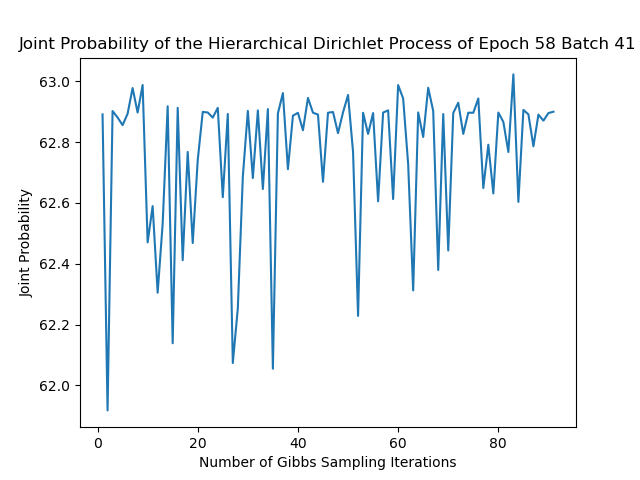 Joint Probability of the Hierarchical Dirichlet Process of Epoch 58 Batch 41
63.0
62.8
62.6
62.4
62.2
62.0
Joint Probability
0 20 40 60 80
Number of Gibbs Sampling Iterations